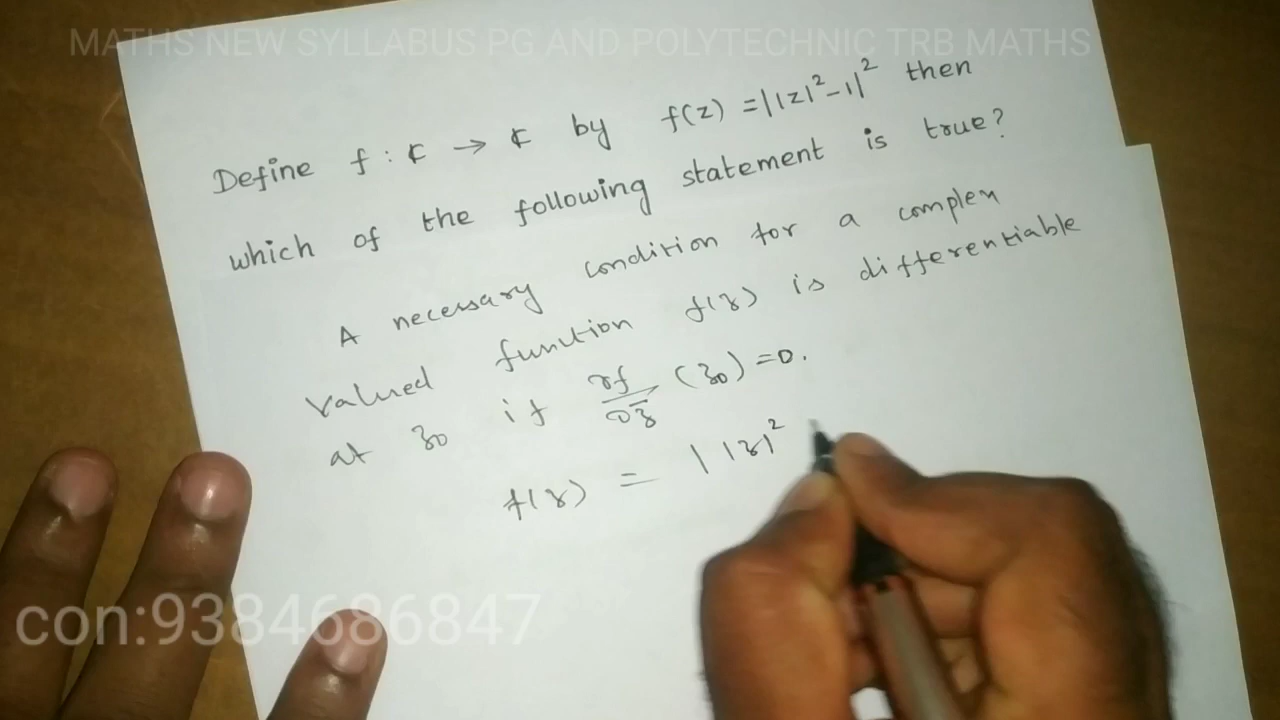 MATHS NEW SYLLABUS PG AND POLYTECHNIC TRB MATHS
Define f : ₵ → ₵ by f(z) = ||z|²-1|² then
which of the following statement is true?
A necessary condition for a complex
valued function f(z) is differentiable
at z₀ if ∂f/∂z̄ (z₀) = 0.
f(z) = ||z|²
con:9384686847